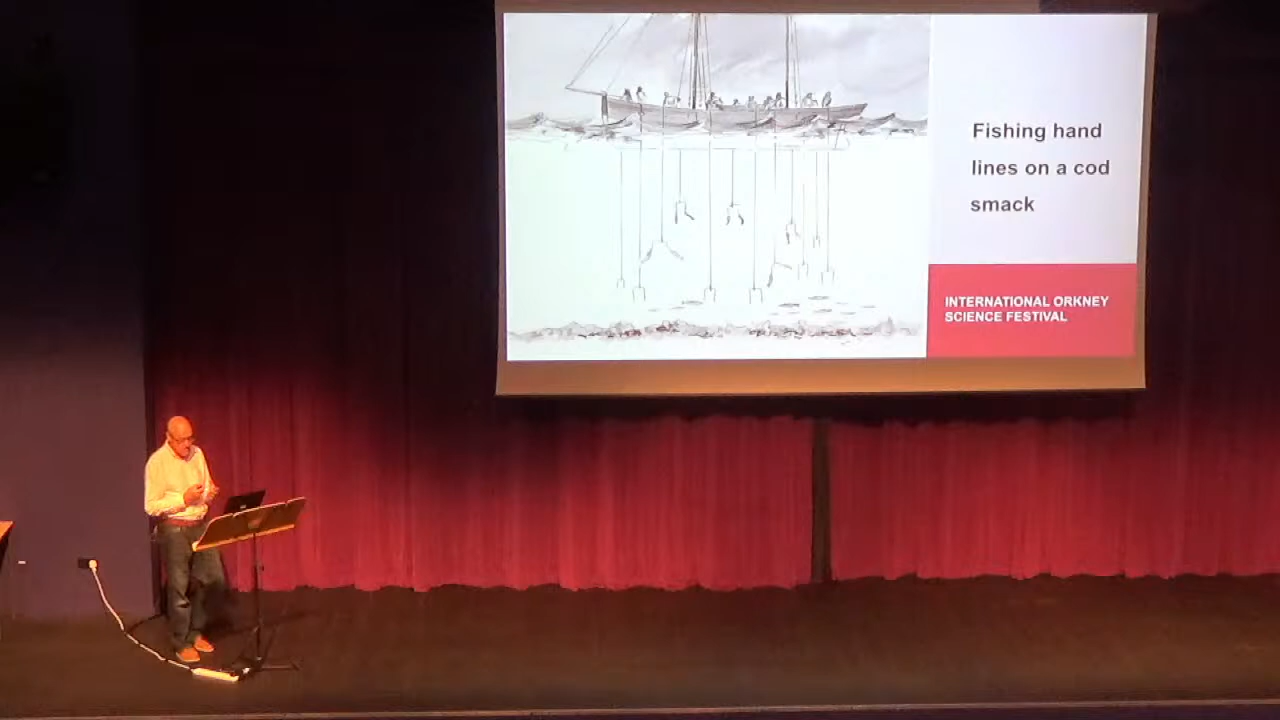 Fishing hand
lines on a cod
smack
INTERNATIONAL ORKNEY
SCIENCE FESTIVAL